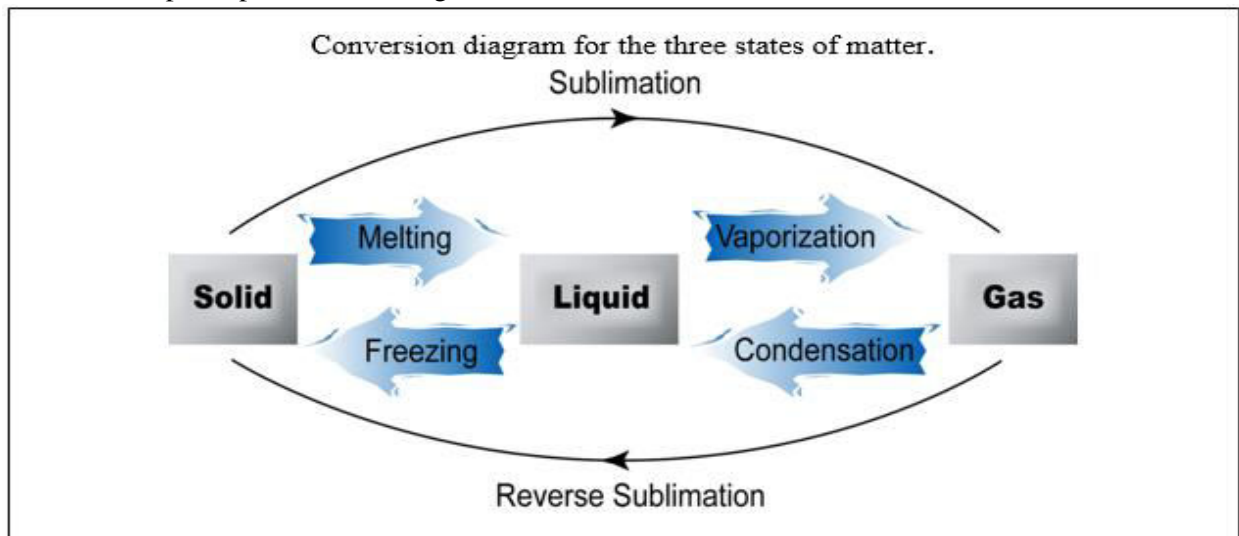 Conversion diagram for the three states of matter.
Sublimation
Melting
Vaporization
Solid
Liquid
Gas
Freezing
Condensation
Reverse Sublimation